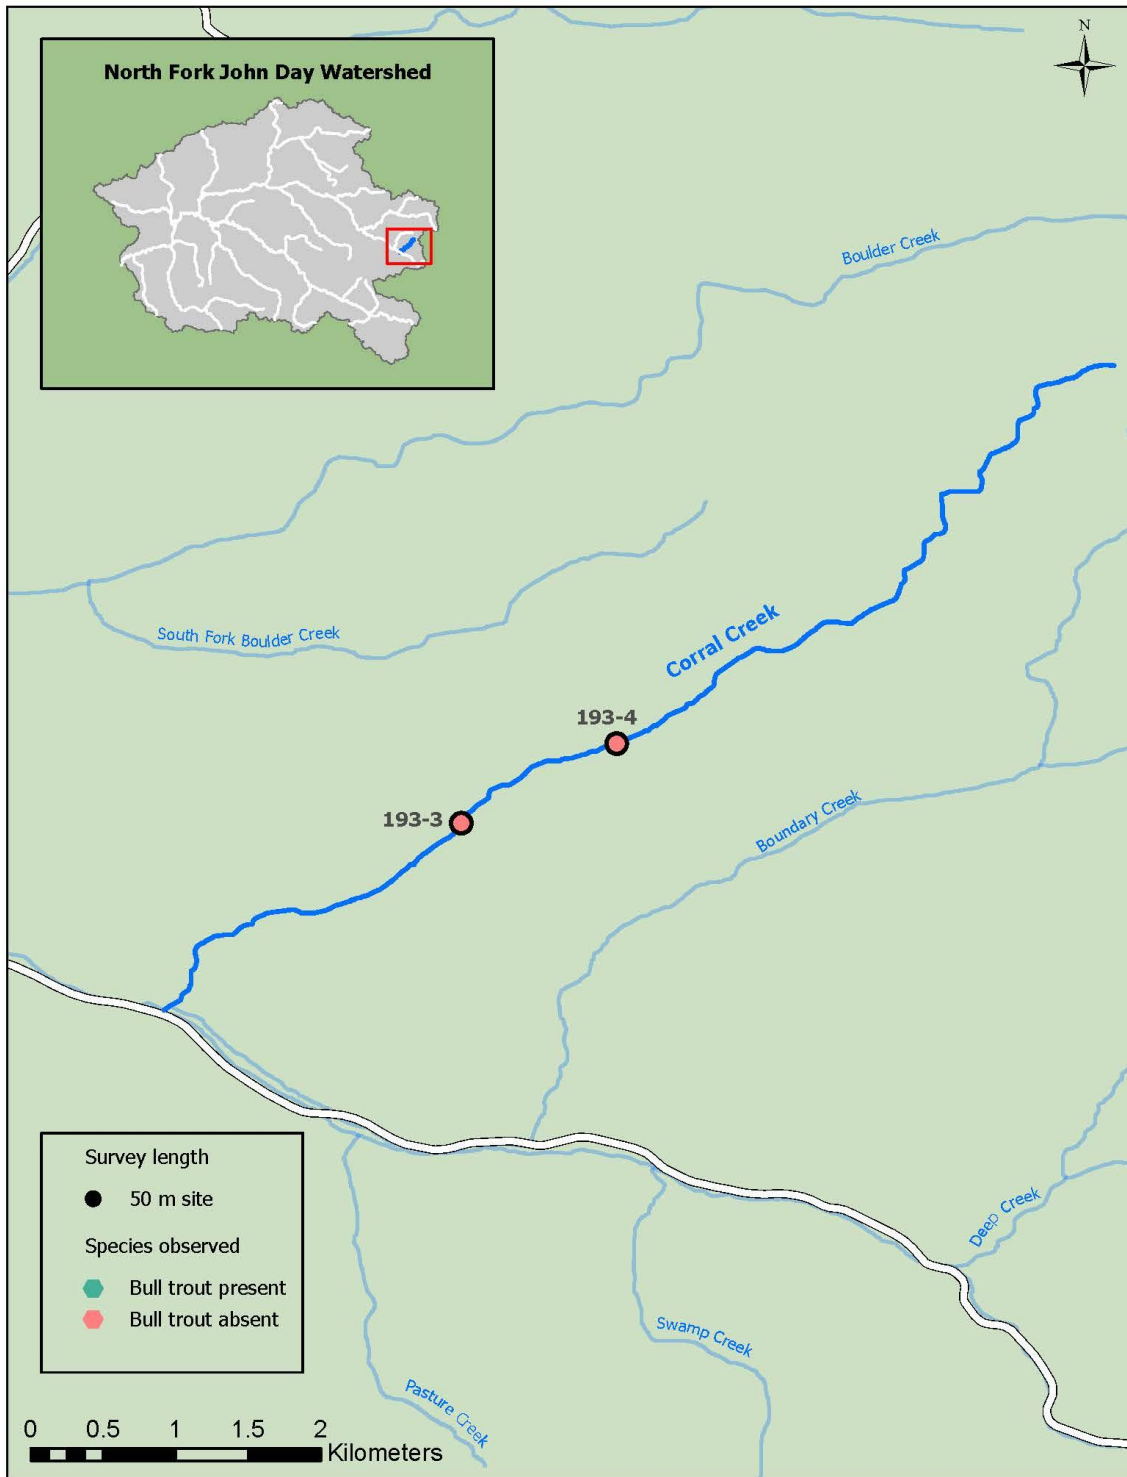 N
North Fork John Day Watershed
Boulder Creek
South Fork Boulder Creek
Corral Creek
193-4
193-3
Boundary Creek
Deep Creek
Swamp Creek
Pasture Creek
Survey length
50 m site
Species observed
Bull trout present
Bull trout absent
0 0.5 1 1.5 2
Kilometers